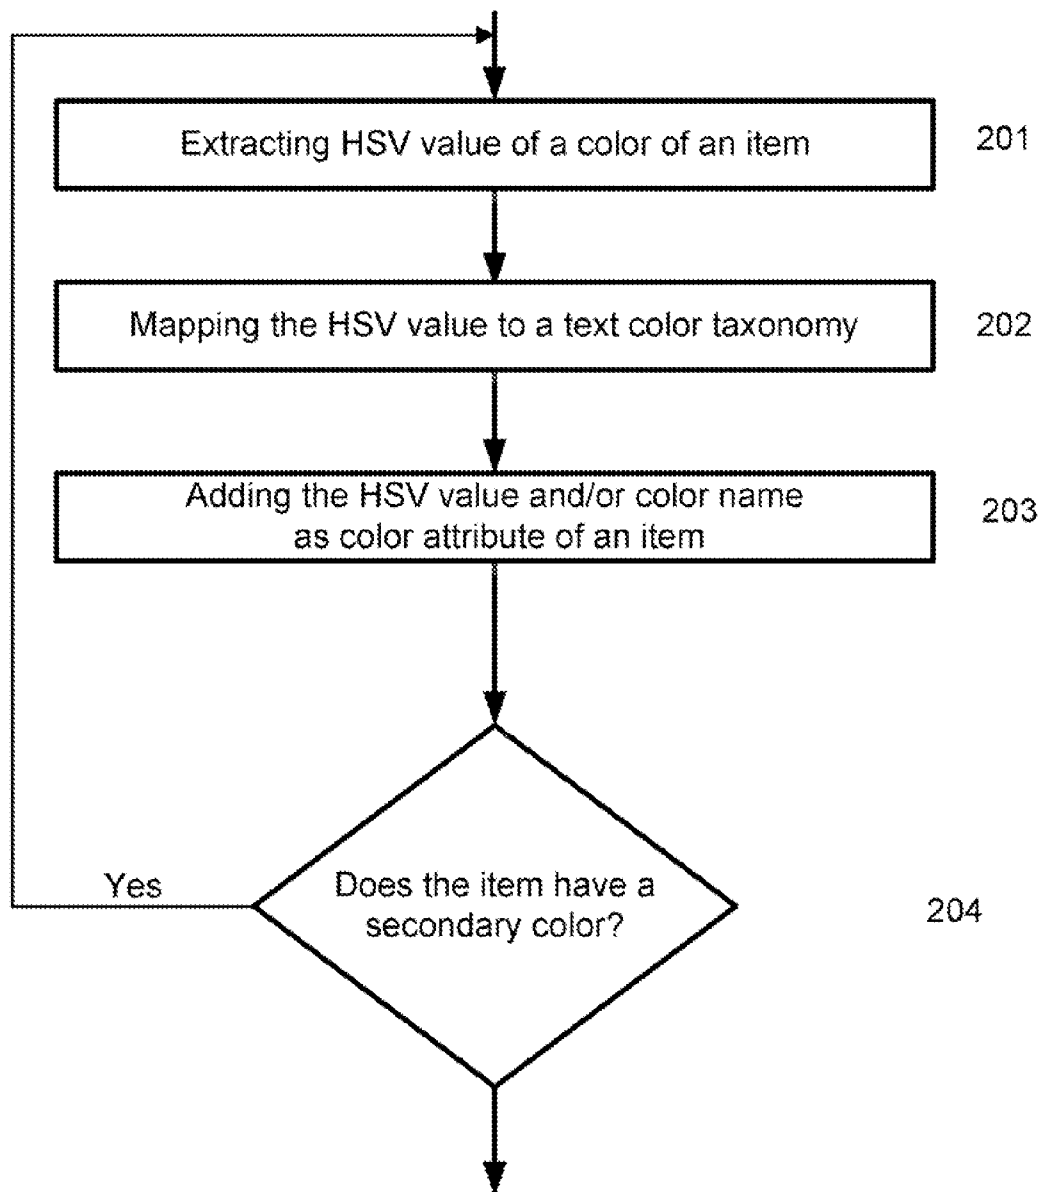 Extracting HSV value of a color of an item
201
Mapping the HSV value to a text color taxonomy
202
Adding the HSV value and/or color name
as color attribute of an item
203
Yes
Does the item have a
secondary color?
204